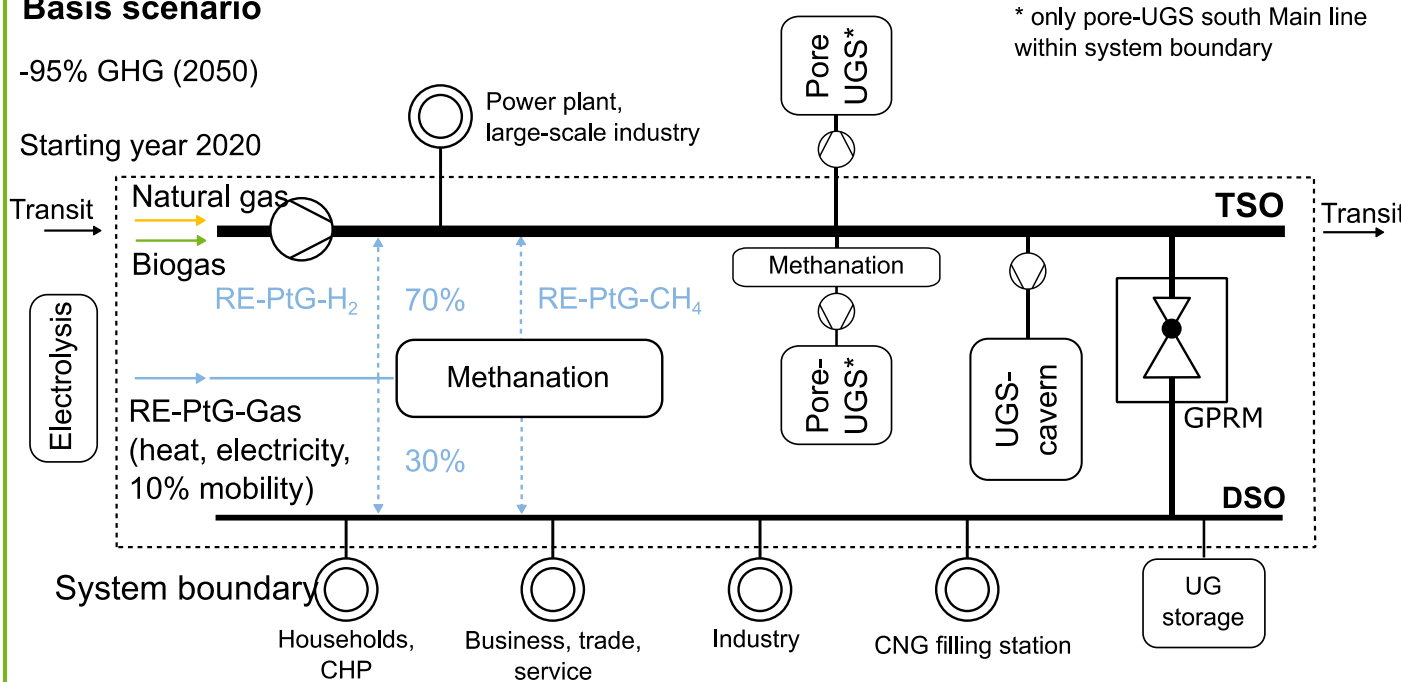 Basis scenario
-95% GHG (2050)
Starting year 2020
* only pore-UGS south Main line
within system boundary
Pore
UGS*
Power plant,
large-scale industry
Transit
Natural gas
Biogas
TSO
Transit
Electrolysis
RE-PtG-H₂
70%
RE-PtG-CH₄
Methanation
Methanation
RE-PtG-Gas
(heat, electricity,
10% mobility)
30%
Pore-
UGS*
UGS-
cavern
GPRM
DSO
System boundary
Households,
CHP
Business, trade,
service
Industry
CNG filling station
UG
storage